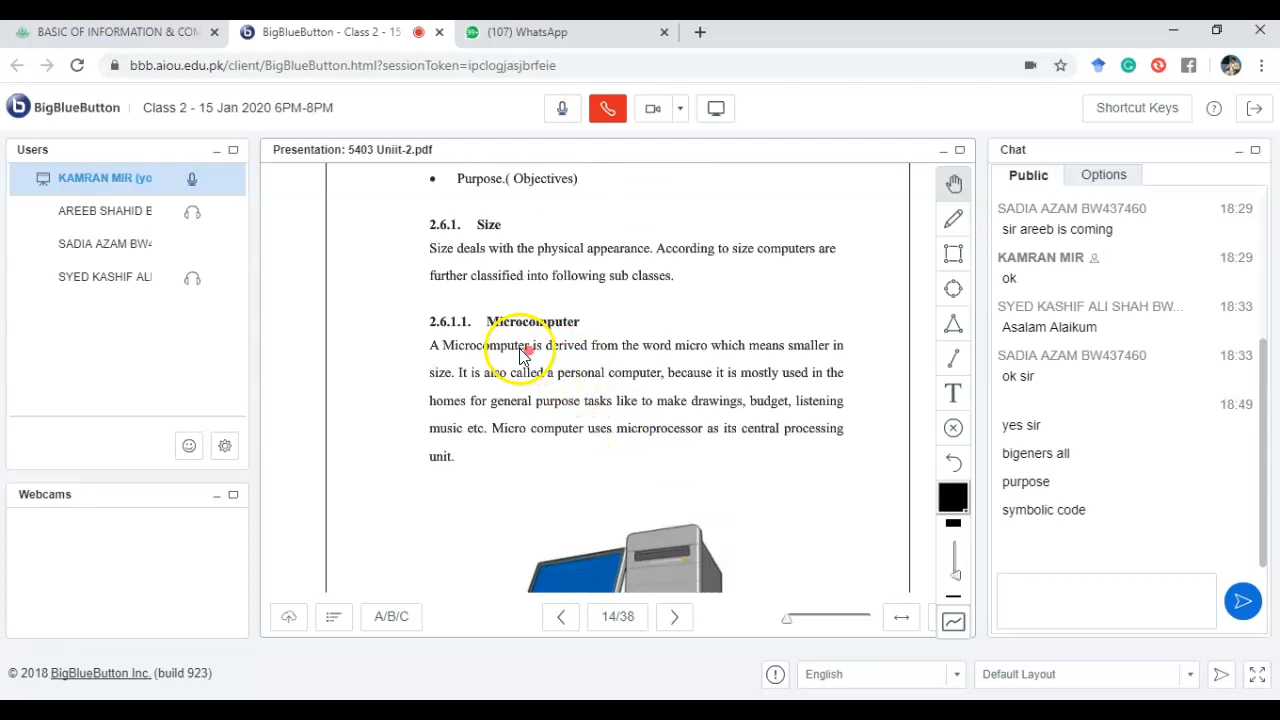 BASIC OF INFORMATION & COM
BigBlueButton - Class 2 - 15
99+
(107) WhatsApp
bbb.aiou.edu.pk/client/BigBlueButton.html?sessionToken=ipclogjasjbrfeie
BigBlueButton
Class 2 - 15 Jan 2020 6PM-8PM
Shortcut Keys
Users
KAMRAN MIR (yo
AREEB SHAHID B
SADIA AZAM BW4
SYED KASHIF ALI
Webcams
Presentation: 5403 Uniit-2.pdf
• Purpose.( Objectives)
2.6.1. Size
Size deals with the physical appearance. According to size computers are
further classified into following sub classes.
2.6.1.1. Microcomputer
A Microcomputer is derived from the word micro which means smaller in
size. It is also called a personal computer, because it is mostly used in the
homes for general purpose tasks like to make drawings, budget, listening
music etc. Micro computer uses microprocessor as its central processing
unit.
T
A/B/C
14/38
Chat
Public
Options
SADIA AZAM BW437460 18:29
sir areeb is coming
KAMRAN MIR 18:29
ok
SYED KASHIF ALI SHAH BW... 18:33
Asalam Alaikum
SADIA AZAM BW437460 18:33
ok sir
18:49
yes sir
bigeners all
purpose
symbolic code
© 2018 BigBlueButton Inc. (build 923)
English
Default Layout